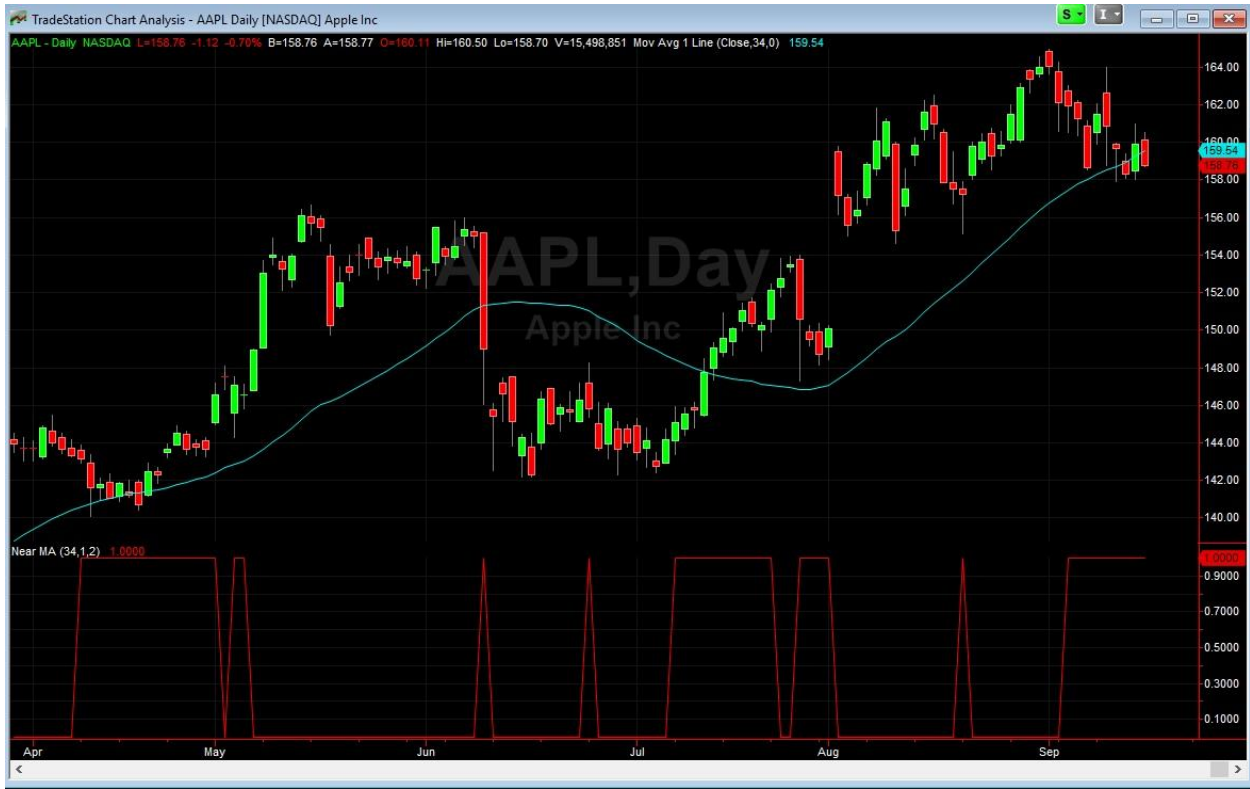 TradeStation Chart Analysis - AAPL Daily [NASDAQ] Apple Inc
S
I
AAPL - Daily NASDAQ L=158.76 -1.12 -0.70% B=158.76 A=158.77 O=160.11 Hi=160.50 Lo=158.70 V=15,498,851 Mov Avg 1 Line (Close,34,0) 159.54
164.00
162.00
160.00
159.54
158.76
158.00
156.00
AAPL,Day
154.00
152.00
Apple Inc
150.00
148.00
146.00
144.00
142.00
140.00
Near MA (34,1,2) 1.0000
1.0000
0.9000
0.7000
0.5000
0.3000
0.1000
Apr May Jun Jul Aug Sep